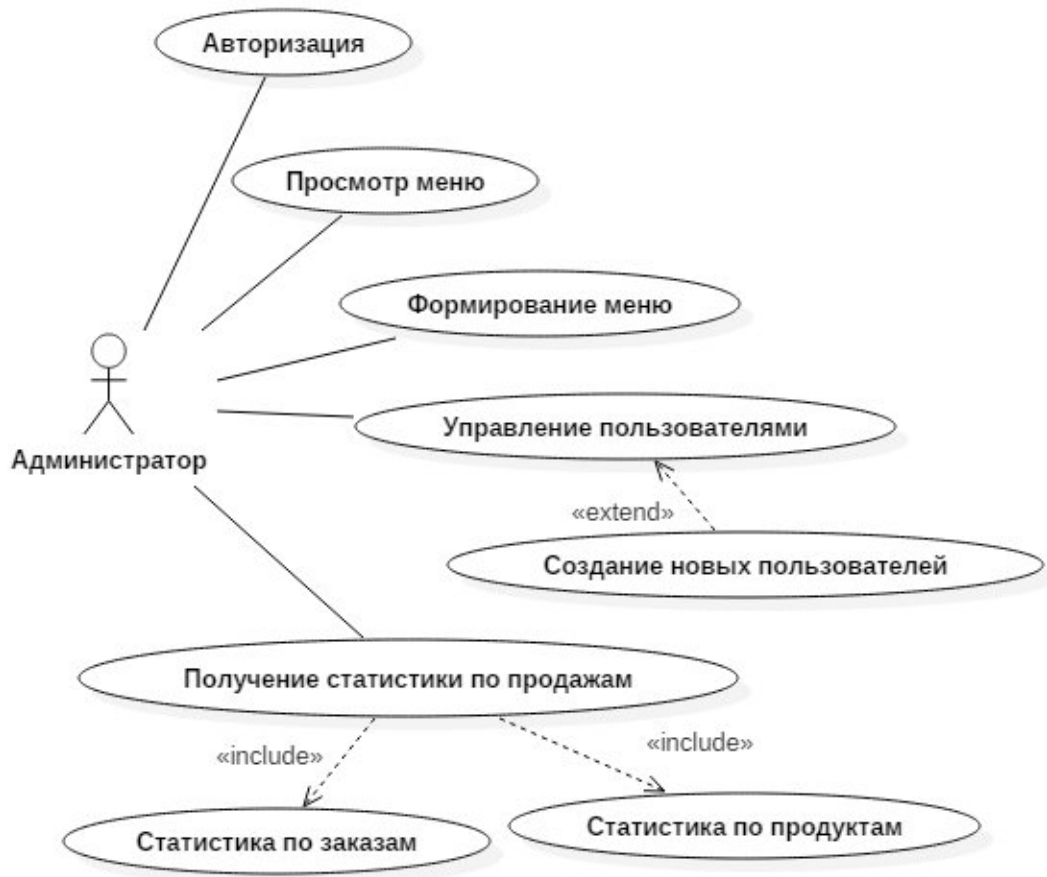 Авторизация
Просмотр меню
Формирование меню
Управление пользователями
Администратор
«extend»
Создание новых пользователей
Получение статистики по продажам
«include»
«include»
Статистика по заказам
Статистика по продуктам